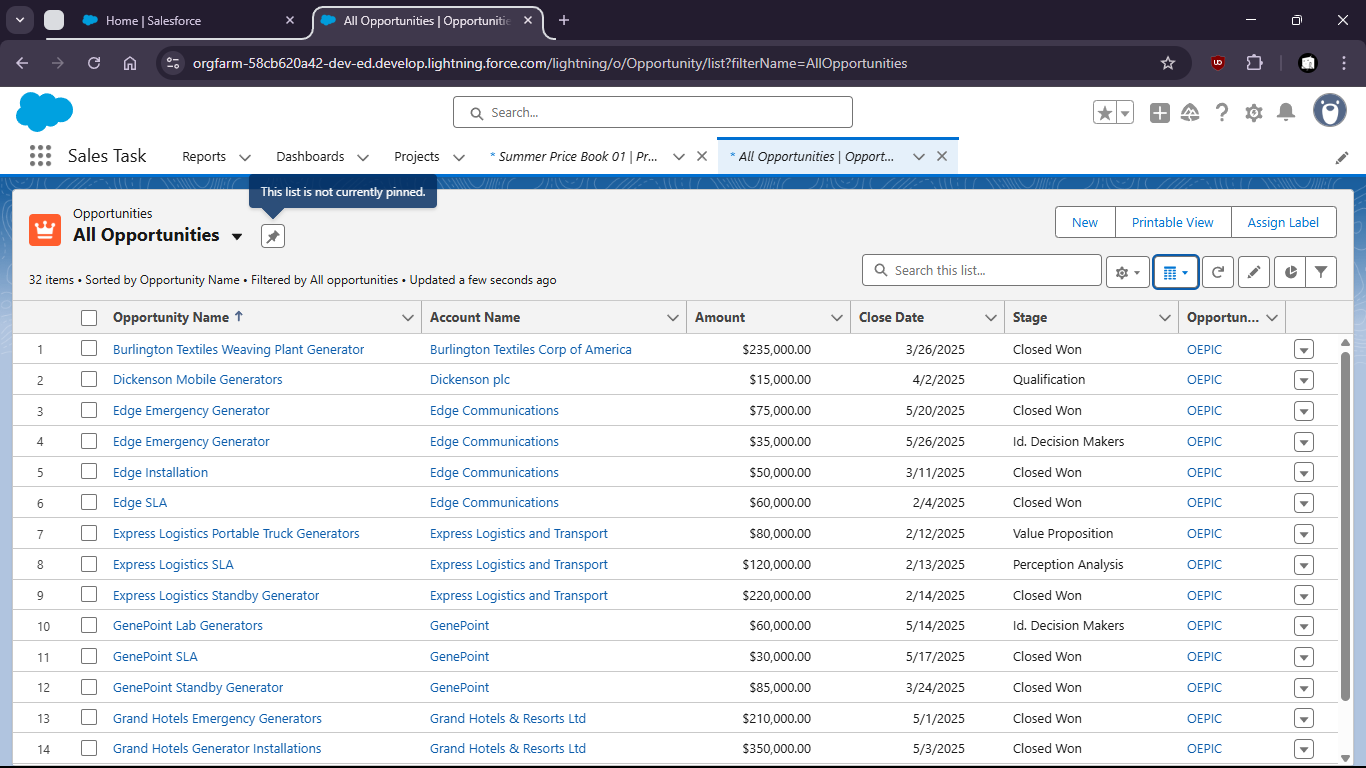 Home | Salesforce
All Opportunities | Opportunitie
orgfarm-58cb620a42-dev-ed.develop.lightning.force.com/lightning/o/Opportunity/list?filterName=AllOpportunities
Search...
Sales Task
Reports
Dashboards
Projects
* Summer Price Book 01 | Pr...
* All Opportunities | Opport...
This list is not currently pinned.
Opportunities
All Opportunities
New
Printable View
Assign Label
32 items • Sorted by Opportunity Name • Filtered by All opportunities • Updated a few seconds ago
Search this list...
Opportunity Name Account Name Amount Close Date Stage Opportun...
1 Burlington Textiles Weaving Plant Generator Burlington Textiles Corp of America $235,000.00 3/26/2025 Closed Won OEPIC
2 Dickenson Mobile Generators Dickenson plc $15,000.00 4/2/2025 Qualification OEPIC
3 Edge Emergency Generator Edge Communications $75,000.00 5/20/2025 Closed Won OEPIC
4 Edge Emergency Generator Edge Communications $35,000.00 5/26/2025 Id. Decision Makers OEPIC
5 Edge Installation Edge Communications $50,000.00 3/11/2025 Closed Won OEPIC
6 Edge SLA Edge Communications $60,000.00 2/4/2025 Closed Won OEPIC
7 Express Logistics Portable Truck Generators Express Logistics and Transport $80,000.00 2/12/2025 Value Proposition OEPIC
8 Express Logistics SLA Express Logistics and Transport $120,000.00 2/13/2025 Perception Analysis OEPIC
9 Express Logistics Standby Generator Express Logistics and Transport $220,000.00 2/14/2025 Closed Won OEPIC
10 GenePoint Lab Generators GenePoint $60,000.00 5/14/2025 Id. Decision Makers OEPIC
11 GenePoint SLA GenePoint $30,000.00 5/17/2025 Closed Won OEPIC
12 GenePoint Standby Generator GenePoint $85,000.00 3/24/2025 Closed Won OEPIC
13 Grand Hotels Emergency Generators Grand Hotels & Resorts Ltd $210,000.00 5/1/2025 Closed Won OEPIC
14 Grand Hotels Generator Installations Grand Hotels & Resorts Ltd $350,000.00 5/3/2025 Closed Won OEPIC